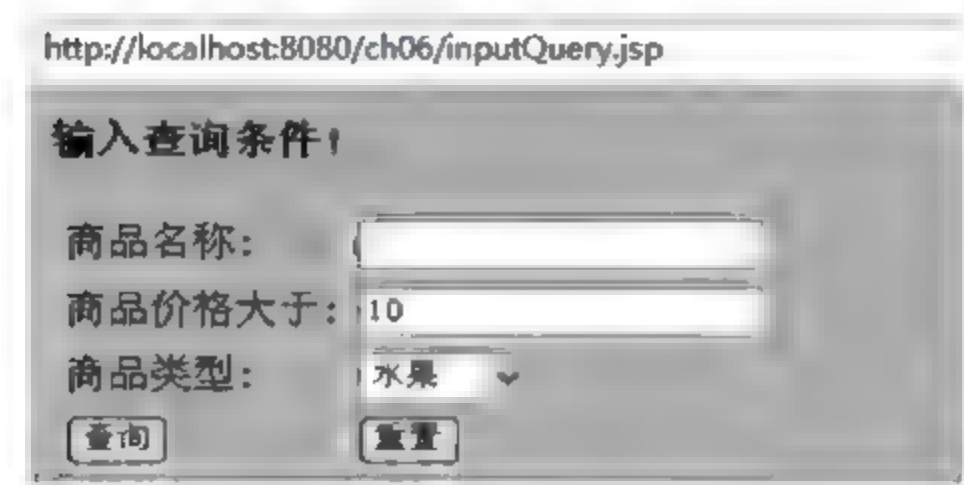 http://localhost:8080/ch06/inputQuery.jsp
输入查询条件!
商品名称:
商品价格大于: 10
商品类型: 水果
查询 重置